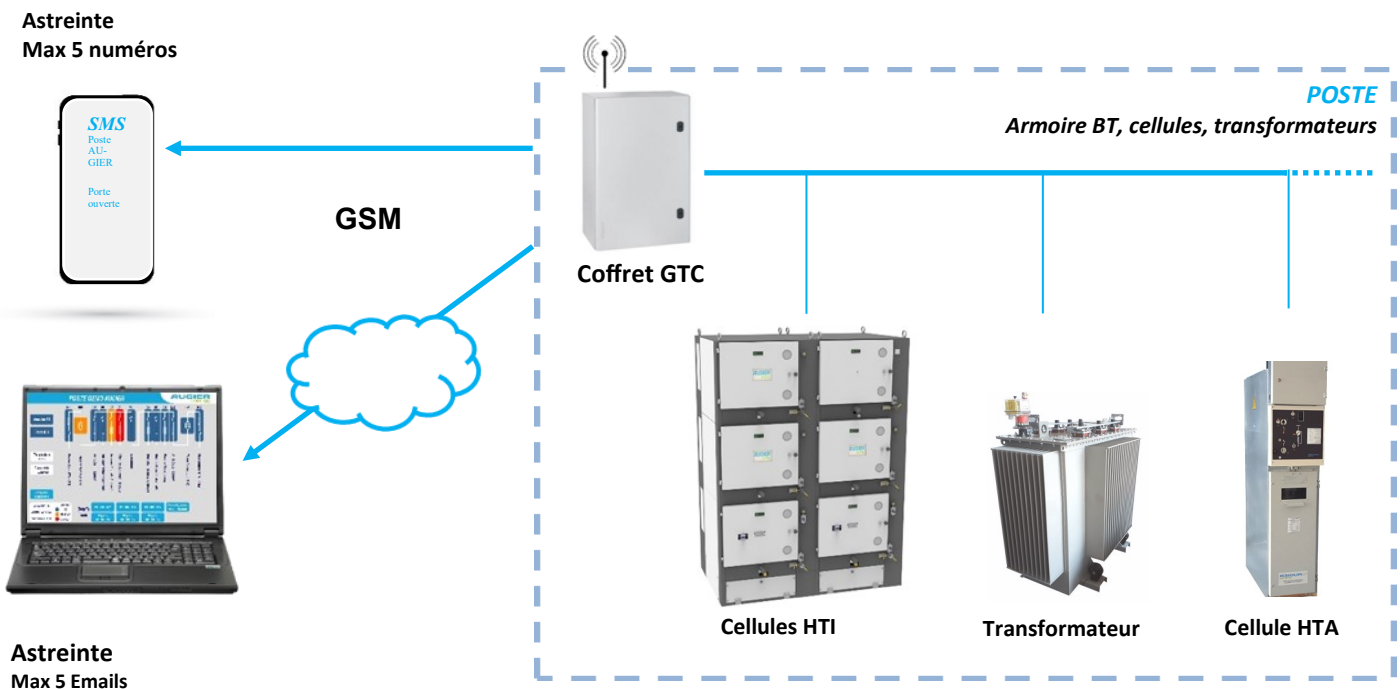 Astreinte
Max 5 numéros
SMS
Poste
AU-
GIER
Porte
ouverte
GSM
POSTE
Armoire BT, cellules, transformateurs
Coffret GTC
AUGIER
Cellules HTI
Transformateur
Cellule HTA
Astreinte
Max 5 Emails